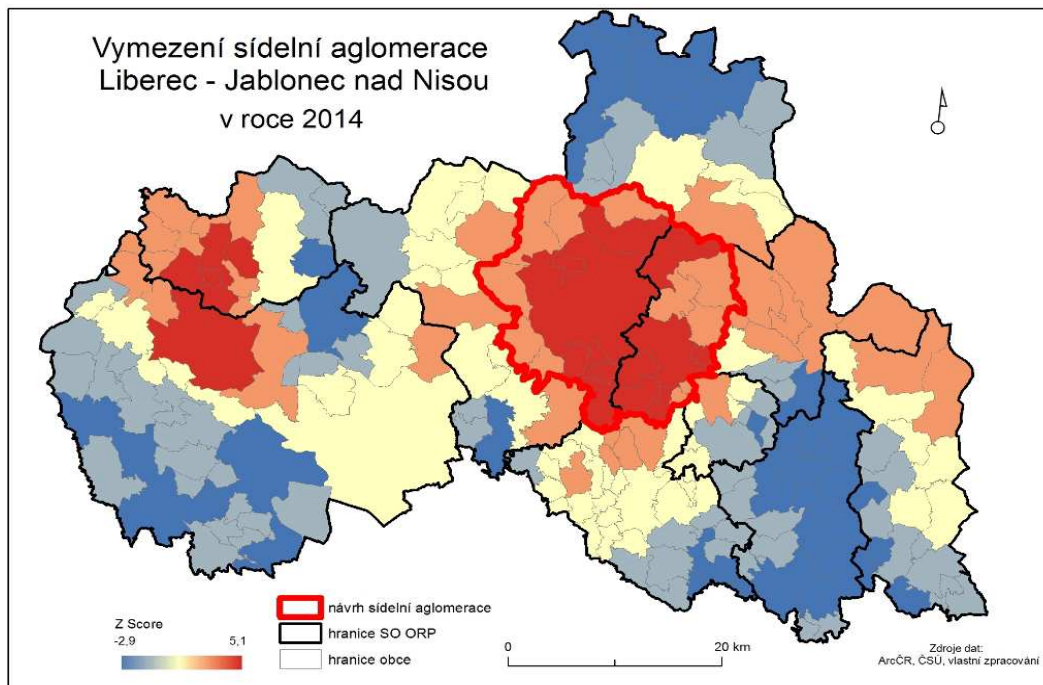 Vymezení sídelní aglomerace
Liberec - Jablonec nad Nisou
v roce 2014
Z Score
-2,9 5,1
návrh sídelní aglomerace
hranice SO ORP
hranice obce
0 20 km
Zdroje dat:
ArcČR, ČSÚ, vlastní zpracování